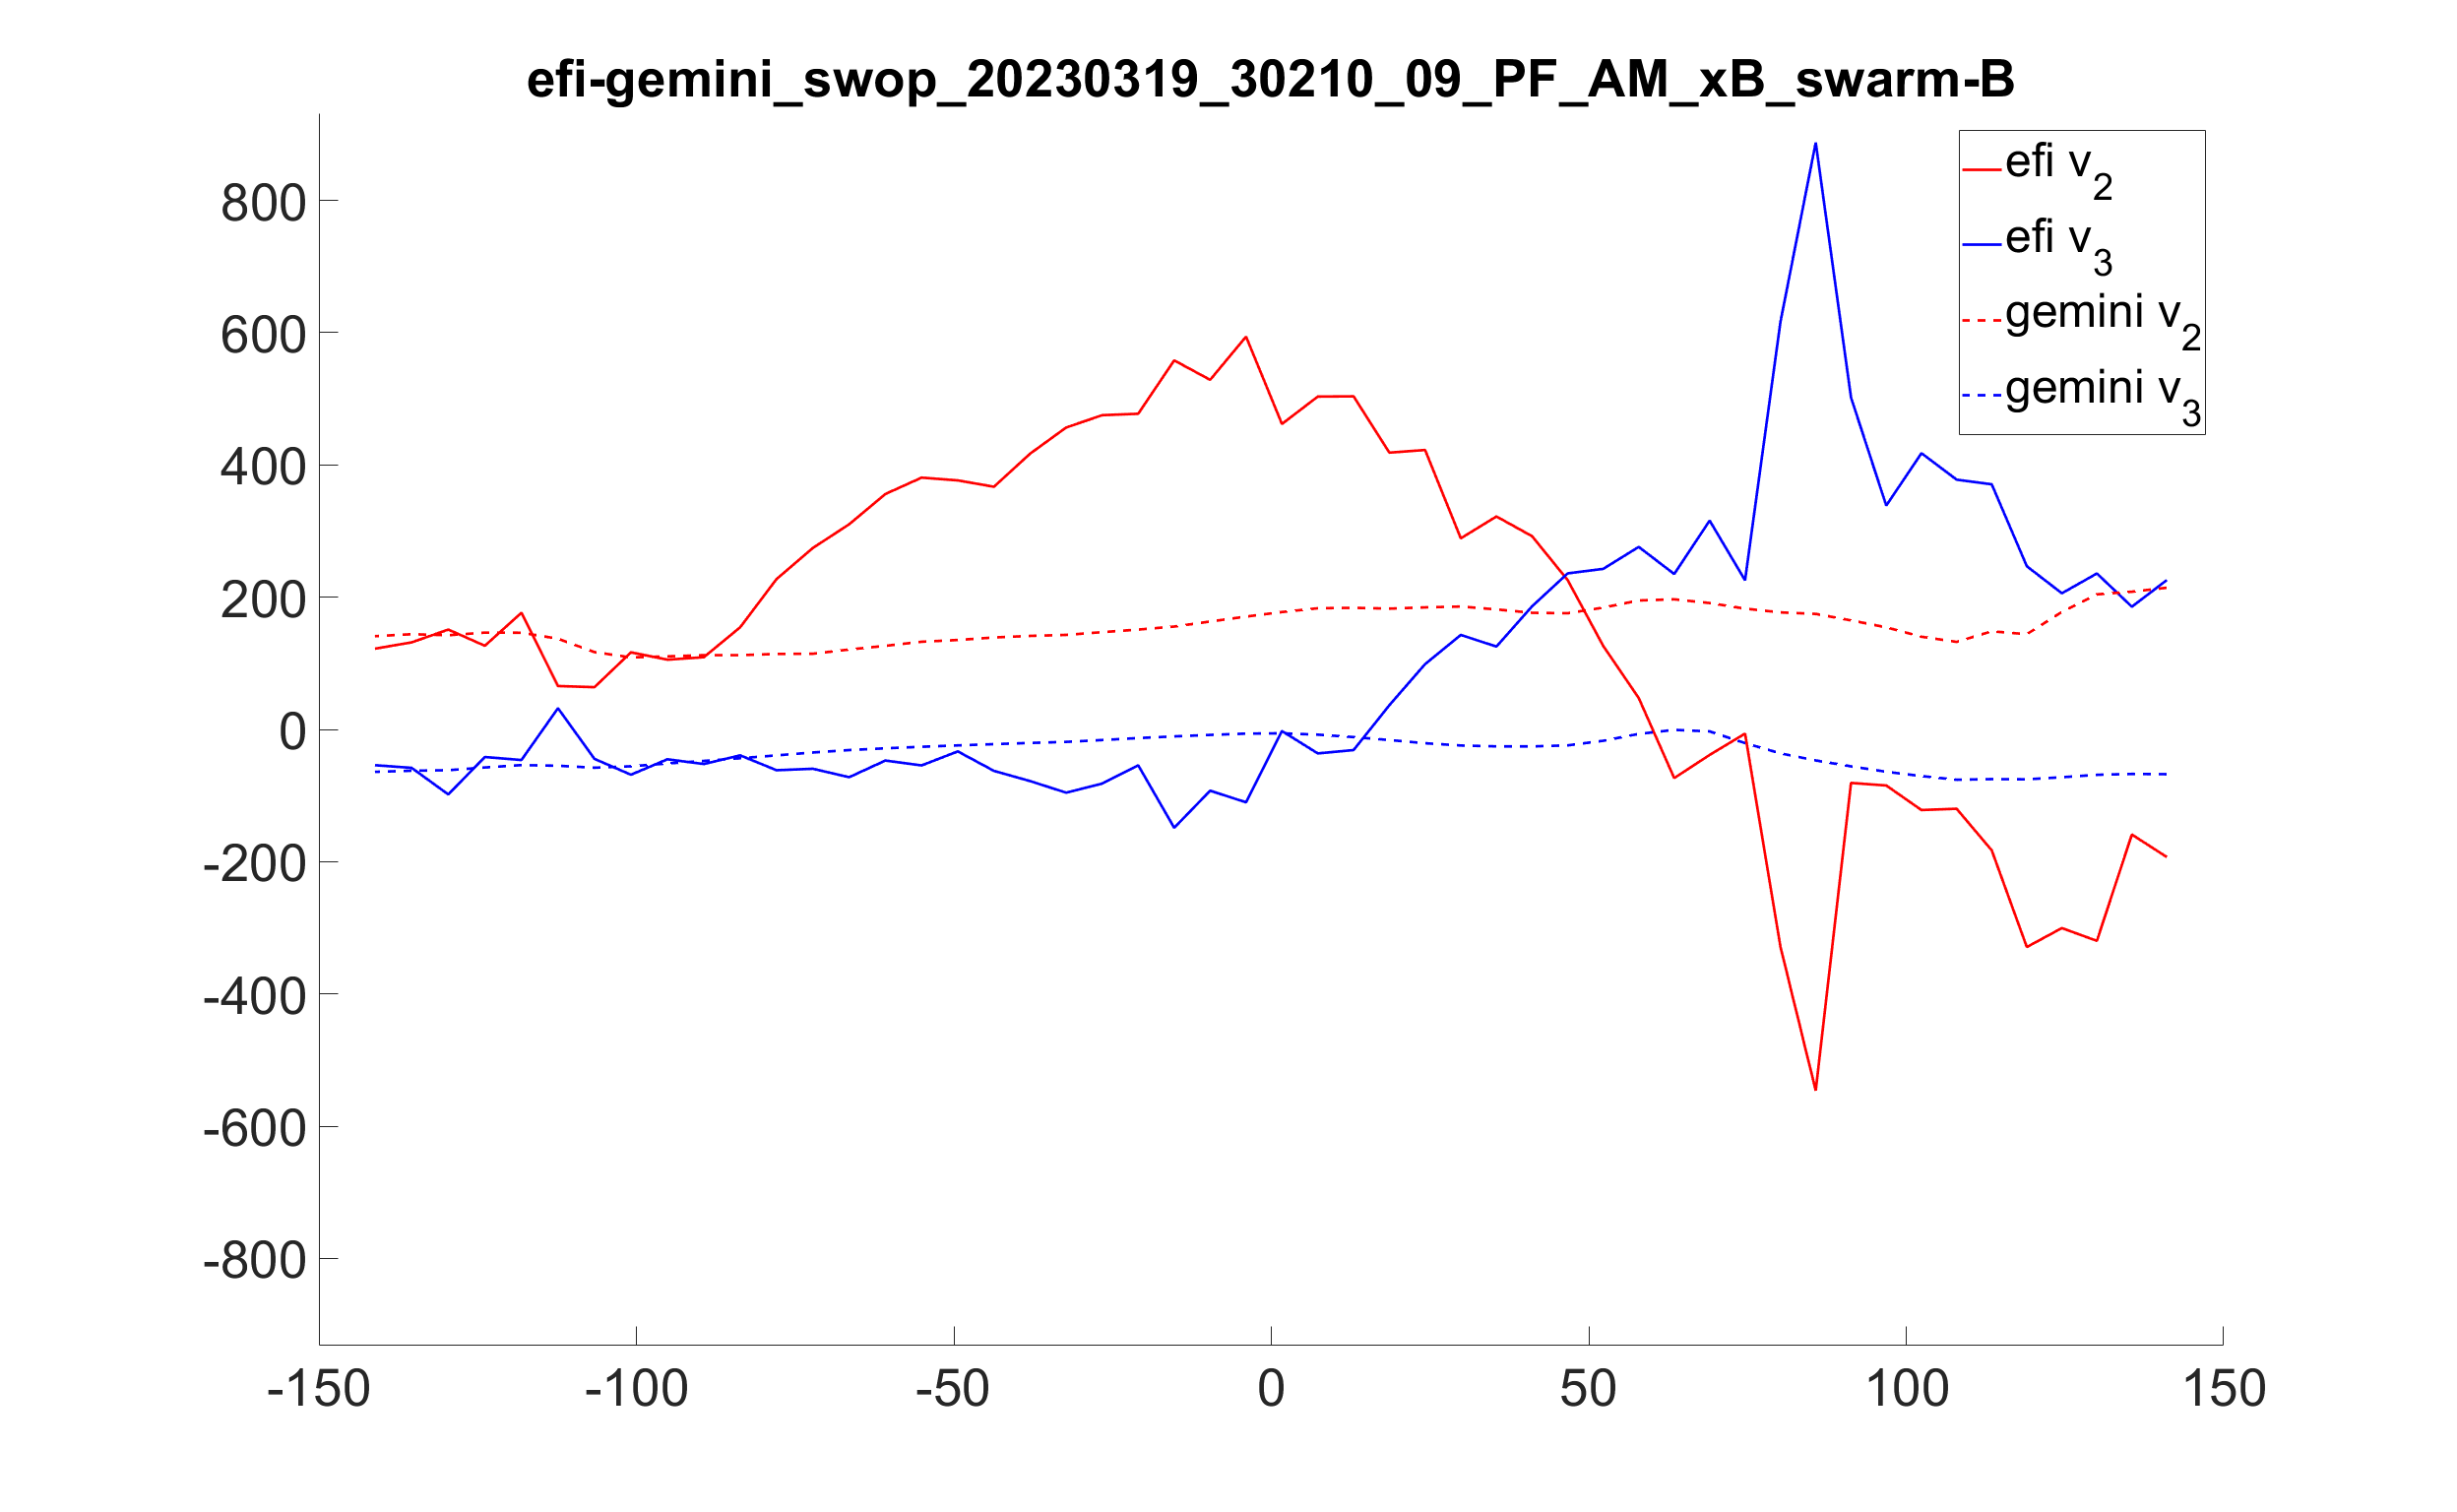 efi-gemini_swop_20230319_30210_09_PF_AM_xB_swarm-B
efi v2
efi v3
gemini v2
gemini v3
800
600
400
200
0
-200
-400
-600
-800
-150 -100 -50 0 50 100 150